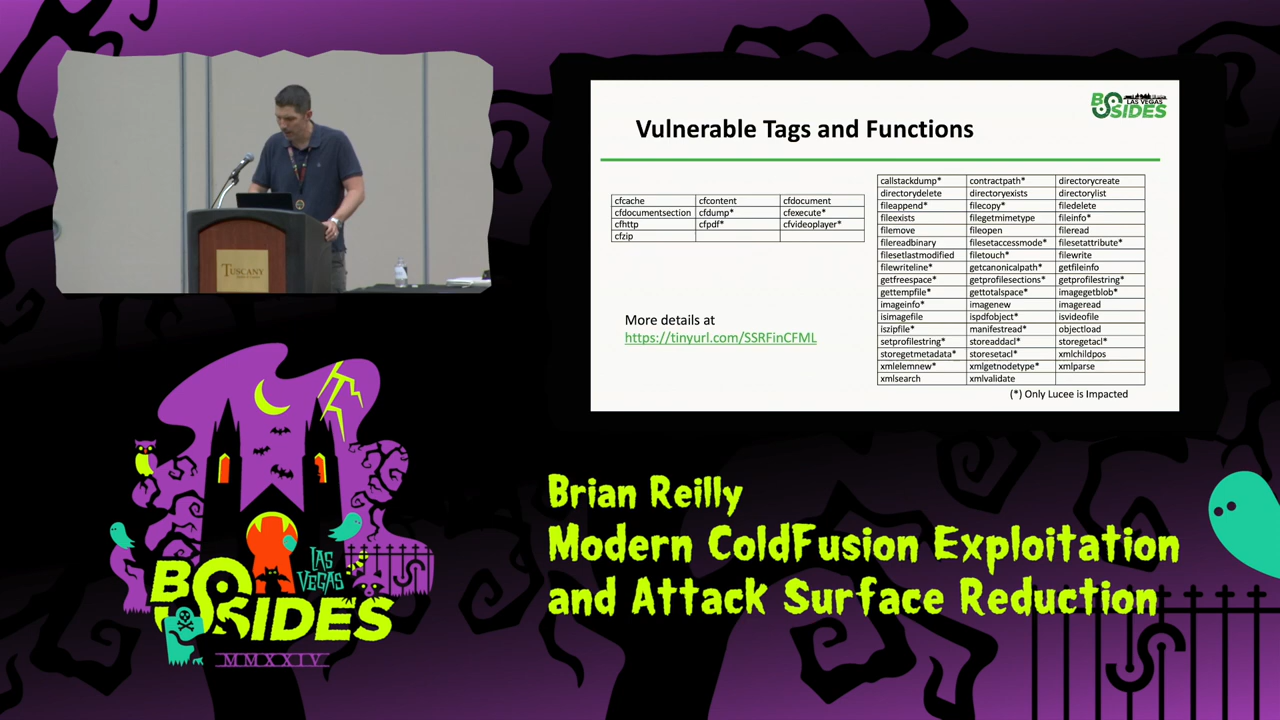 BSIDES
LAS VEGAS
Vulnerable Tags and Functions
cfcache cfcontent cfdocument
cfdocumentsection cfdump* cfexecute*
cfhttp cfpdf* cfvideoplayer*
cfzip
callstackdump* contractpath* directorycreate
directorydelete directoryexists directorylist
fileappend* filecopy* filedelete
fileexists filegetmimetype fileinfo*
filemove fileopen fileread
filereadbinary filesetaccessmode* filesetattribute*
filesetlastmodified filetouch* filewrite
filewriteline* getcanonicalpath* getfileinfo
getfreespace* getprofilesections* getprofilestring*
gettempfile* gettotalspace* imagegetblob*
imageinfo* imagenew imageread
isimagefile ispdfobject* isvideofile
iszipfile* manifestread* objectload
setprofilestring* storeaddacl* storegetacl*
storegetmetadata* storesetacl* xmlchildpos
xmlelemnew* xmlgetnodetype* xmlparse
xmlsearch xmlvalidate
(*) Only Lucee is Impacted
More details at
https://tinyurl.com/SSRFinCFML
TUSCANY
LAS
VEGAS
BSIDES
MMXXIV
Brian Reilly
Modern ColdFusion Exploitation
and Attack Surface Reduction